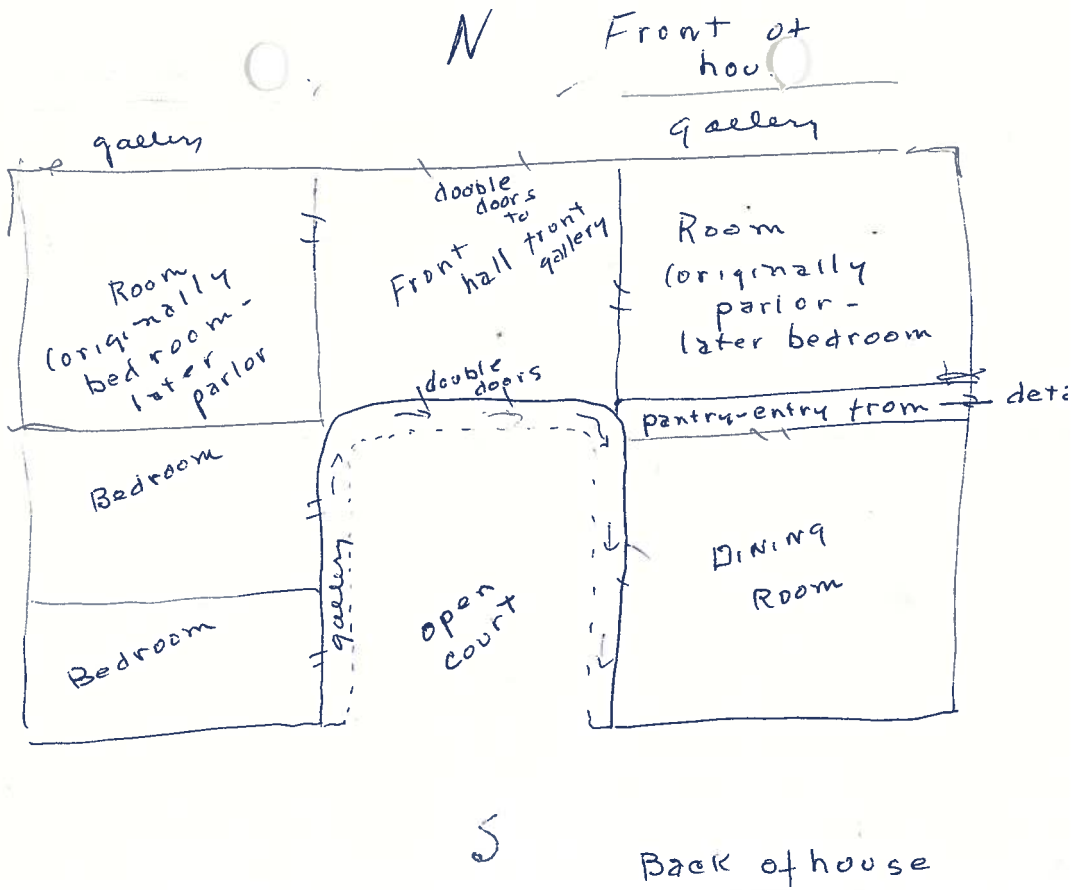 N
Front of
hou
gallery
gallery
double
doors
to
front
gallery
Front
hall
Room
(originally
bedroom-
later
parlor
Room
(originally
parlor-
later bedroom
double
doors
pantry-entry from
deta
Bedroom
gallery
open
court
DINING
ROOM
Bedroom
S
Back of house